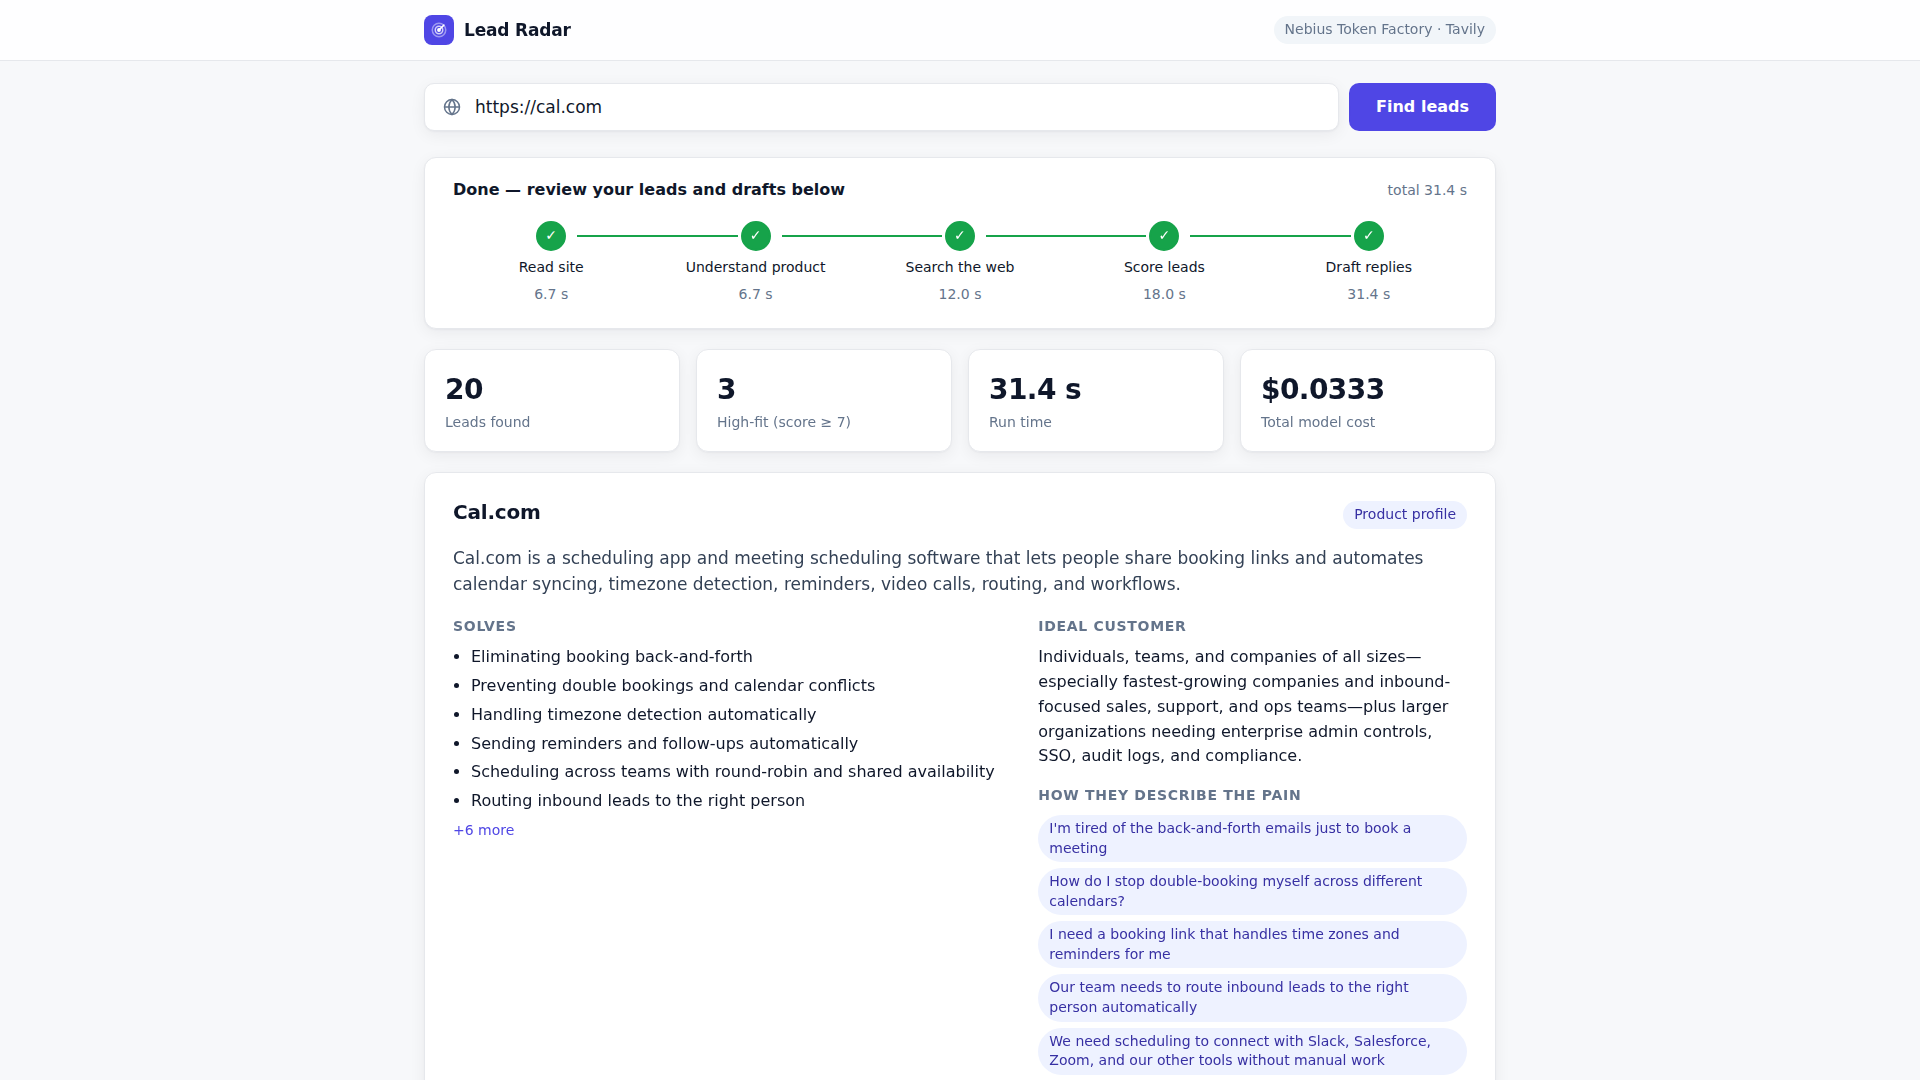 Lead Radar
Nebius Token Factory · Tavily
https://cal.com
Find leads
Done — review your leads and drafts below
total 31.4 s
✓ ✓ ✓ ✓ ✓
Read site
Understand product
Search the web
Score leads
Draft replies
6.7 s
6.7 s
12.0 s
18.0 s
31.4 s
20
Leads found
3
High-fit (score ≥ 7)
31.4 s
Run time
$0.0333
Total model cost
Cal.com
Product profile
Cal.com is a scheduling app and meeting scheduling software that lets people share booking links and automates
calendar syncing, timezone detection, reminders, video calls, routing, and workflows.
SOLVES
• Eliminating booking back-and-forth
• Preventing double bookings and calendar conflicts
• Handling timezone detection automatically
• Sending reminders and follow-ups automatically
• Scheduling across teams with round-robin and shared availability
• Routing inbound leads to the right person
+6 more
IDEAL CUSTOMER
Individuals, teams, and companies of all sizes—
especially fastest-growing companies and inbound-
focused sales, support, and ops teams—plus larger
organizations needing enterprise admin controls,
SSO, audit logs, and compliance.
HOW THEY DESCRIBE THE PAIN
I'm tired of the back-and-forth emails just to book a
meeting
How do I stop double-booking myself across different
calendars?
I need a booking link that handles time zones and
reminders for me
Our team needs to route inbound leads to the right
person automatically
We need scheduling to connect with Slack, Salesforce,
Zoom, and our other tools without manual work